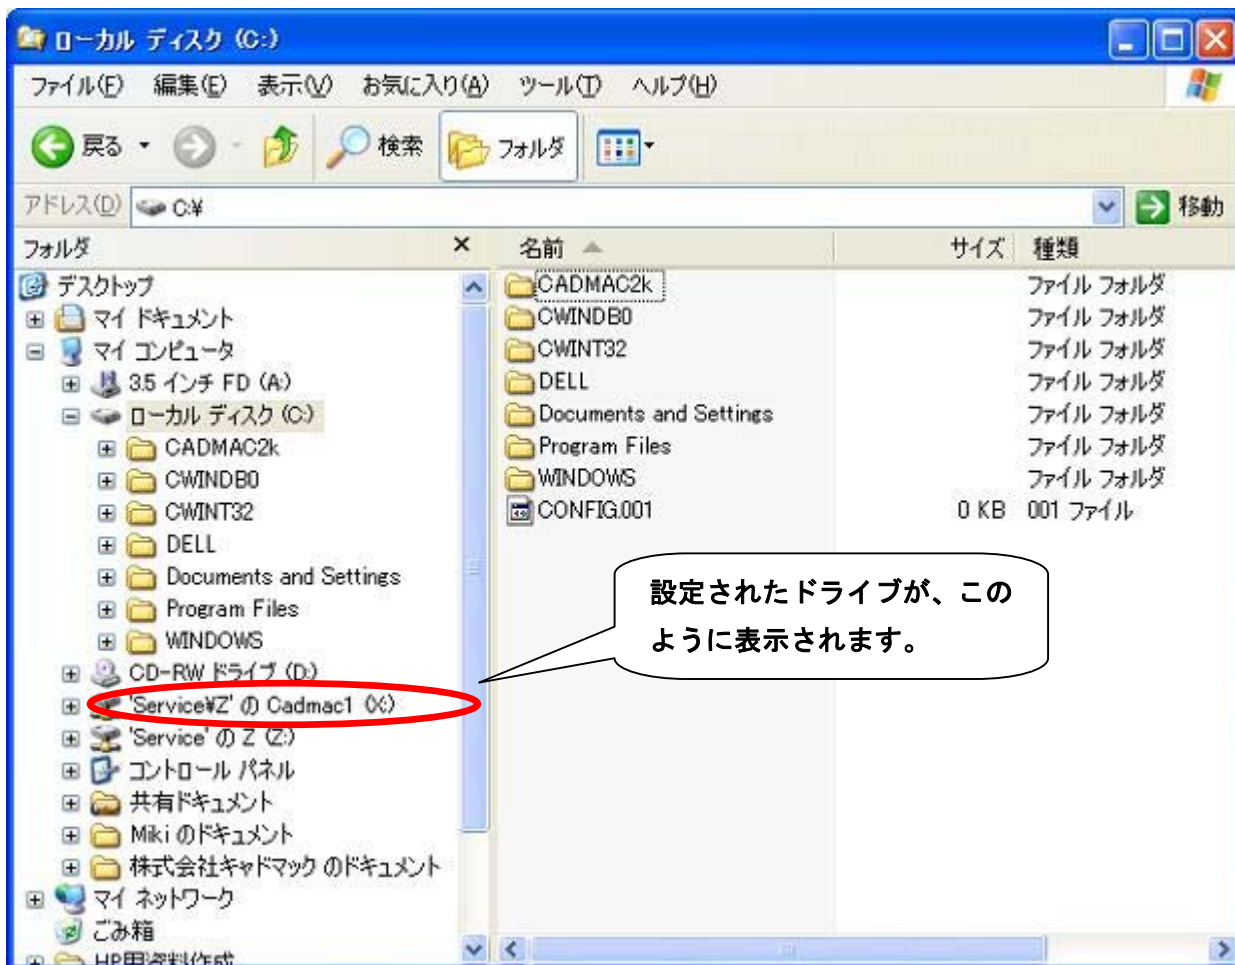 ローカル ディスク (C:)
ファイル(F) 編集(E) 表示(V) お気に入り(A) ツール(T) ヘルプ(H)
戻る 検索 フォルダ
アドレス(D) C:¥ 移動
フォルダ × 名前 サイズ 種類
デスクトップ
マイ ドキュメント
マイ コンピュータ
3.5 インチ FD (A:)
ローカル ディスク (C:)
CADMAC2k
CWINDB0
CWINT32
DELL
Documents and Settings
Program Files
WINDOWS
CD-RW ドライブ (D:)
'Service¥Z' の Cadmac1 (X:)
'Service' の Z (Z:)
コントロール パネル
共有ドキュメント
Miki のドキュメント
株式会社キャドマック のドキュメント
マイ ネットワーク
ごみ箱
HP用資料作成
CADMAC2k ファイル フォルダ
CWINDB0 ファイル フォルダ
CWINT32 ファイル フォルダ
DELL ファイル フォルダ
Documents and Settings ファイル フォルダ
Program Files ファイル フォルダ
WINDOWS ファイル フォルダ
CONFIG.001 0 KB 001 ファイル
設定されたドライブが、この
ように表示されます。